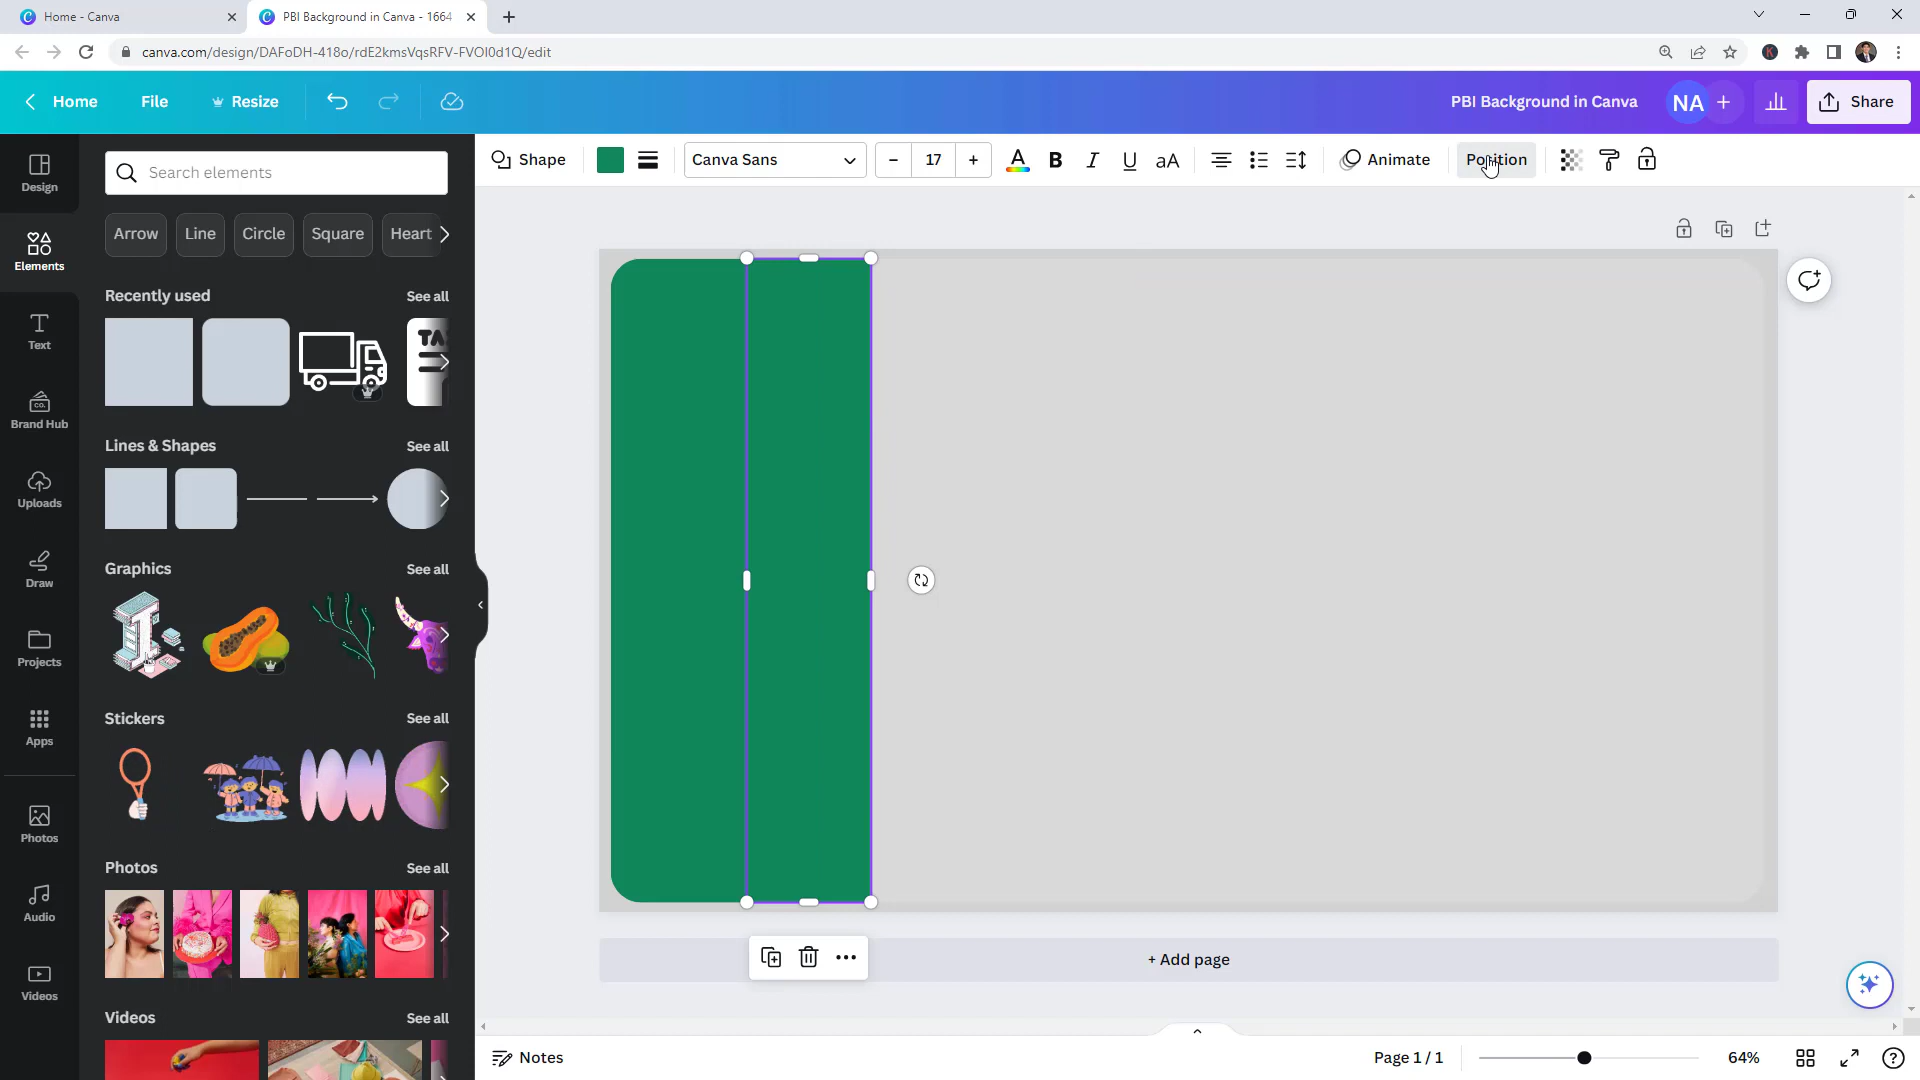 Home - Canva
PBI Background in Canva - 1664
canva.com/design/DAFoDH-418o/rdE2kmsVqsRFV-FVOI0d1Q/edit
Home
File
Resize
PBI Background in Canva
NA
Share
Design
Elements
Text
CO.
Brand Hub
Uploads
Draw
Projects
Apps
Photos
Audio
Videos
Search elements
Arrow
Line
Circle
Square
Heart
Recently used
See all
TA
Lines & Shapes
See all
Graphics
See all
Stickers
See all
Photos
See all
Videos
See all
Shape
Canva Sans
17
A
B
I
U
aA
Animate
Position
+ Add page
Notes
Page 1 / 1
64%